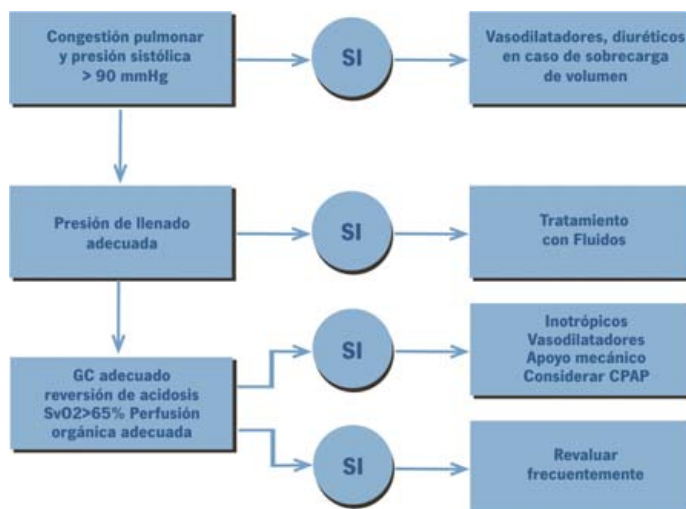 Congestión pulmonar
y presión sistólica
> 90 mmHg
SI
Vasodilatadores, diuréticos
en caso de sobrecarga
de volumen
Presión de llenado
adecuada
SI
Tratamiento
con Fluidos
GC adecuado
reversión de acidosis
SvO2>65% Perfusión
orgánica adecuada
SI
Inotrópicos
Vasodilatadores
Apoyo mecánico
Considerar CPAP
SI
Revaluar
frecuentemente